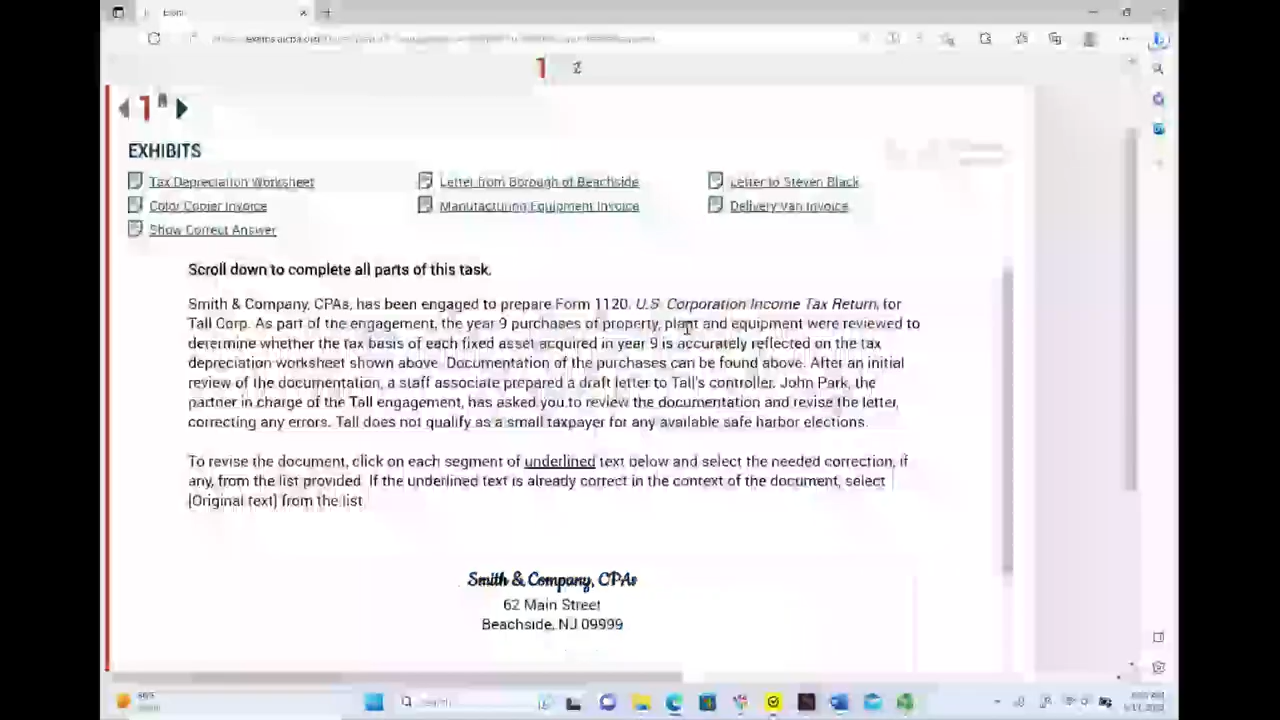 1 2
1
EXHIBITS
Tax Depreciation Worksheet Letter from Borough of Beachside Letter to Steven Black
Color Copier Invoice Manufacturing Equipment Invoice Delivery Van Invoice
Show Correct Answer
Scroll down to complete all parts of this task.
Smith & Company, CPAs, has been engaged to prepare Form 1120, U.S. Corporation Income Tax Return, for
Tall Corp. As part of the engagement, the year 9 purchases of property, plant and equipment were reviewed to
determine whether the tax basis of each fixed asset acquired in year 9 is accurately reflected on the tax
depreciation worksheet shown above. Documentation of the purchases can be found above. After an initial
review of the documentation, a staff associate prepared a draft letter to Tall's controller. John Park, the
partner in charge of the Tall engagement, has asked you to review the documentation and revise the letter,
correcting any errors. Tall does not qualify as a small taxpayer for any available safe harbor elections.
To revise the document, click on each segment of underlined text below and select the needed correction, if
any, from the list provided. If the underlined text is already correct in the context of the document, select
[Original text] from the list.
Smith & Company, CPAs
62 Main Street
Beachside, NJ 09999
Search